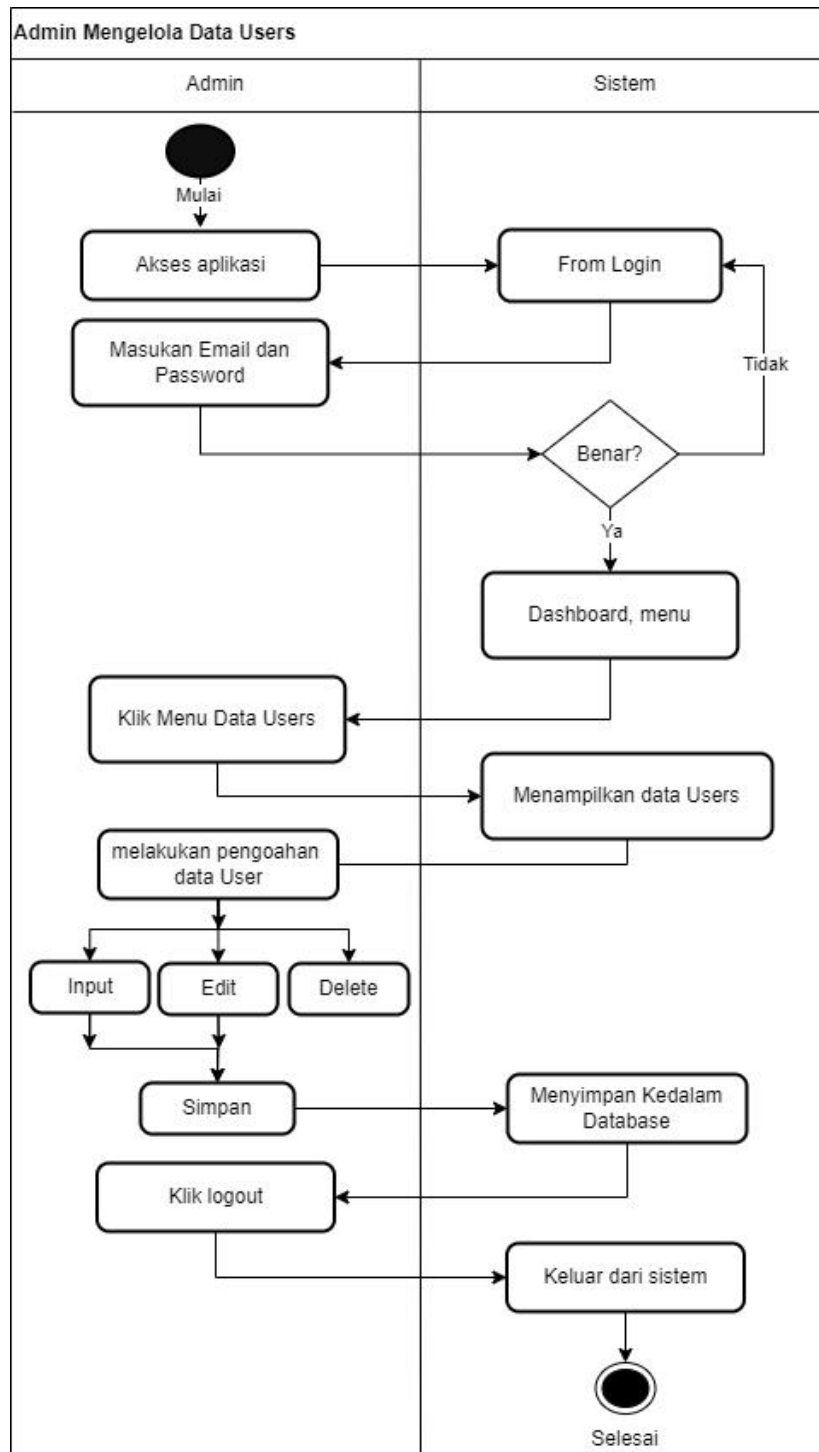 Admin Mengelola Data Users
Admin
Sistem
Mulai
Akses aplikasi
From Login
Masukan Email dan
Password
Tidak
Benar?
Ya
Dashboard, menu
Klik Menu Data Users
Menampilkan data Users
melakukan pengoahan
data User
Input
Edit
Delete
Simpan
Menyimpan Kedalam
Database
Klik logout
Keluar dari sistem
Selesai